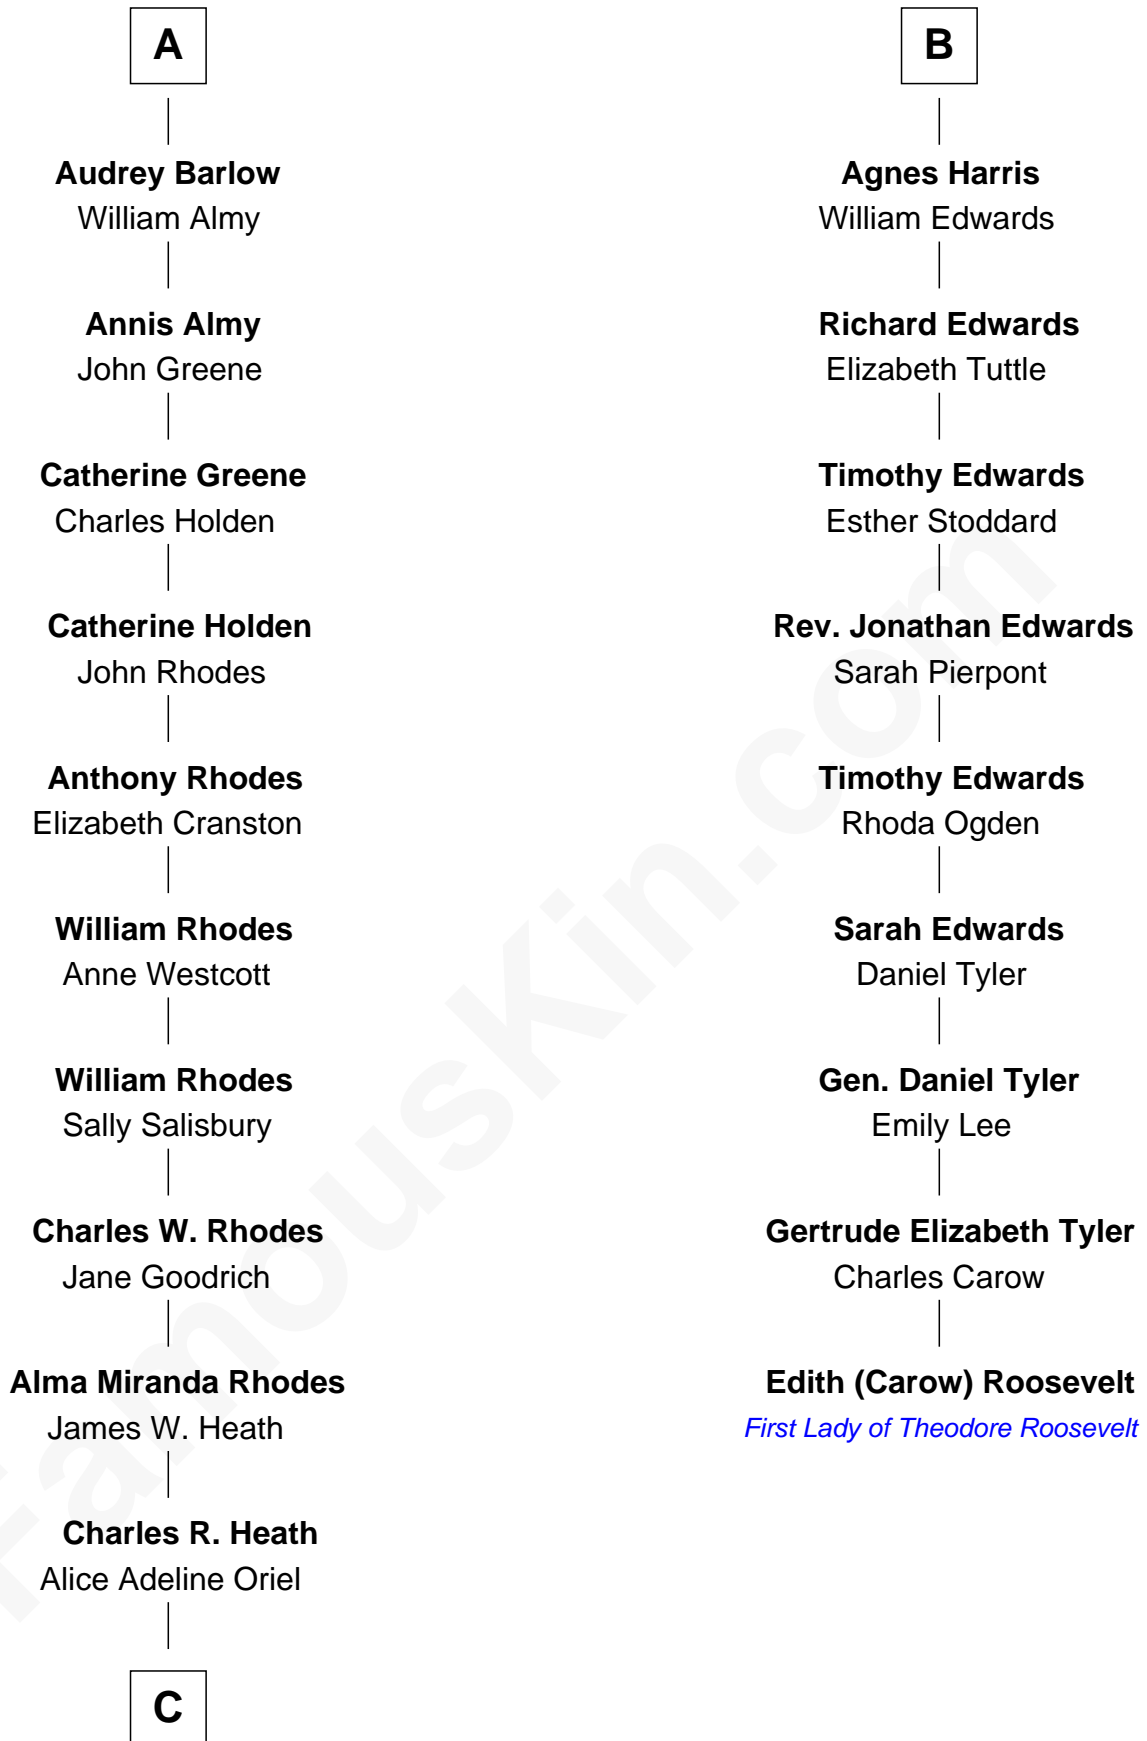 A
Audrey Barlow
William Almy
Annis Almy
John Greene
Catherine Greene
Charles Holden
Catherine Holden
John Rhodes
Anthony Rhodes
Elizabeth Cranston
William Rhodes
Anne Westcott
William Rhodes
Sally Salisbury
Charles W. Rhodes
Jane Goodrich
Alma Miranda Rhodes
James W. Heath
Charles R. Heath
Alice Adeline Oriel
C
B
Agnes Harris
William Edwards
Richard Edwards
Elizabeth Tuttle
Timothy Edwards
Esther Stoddard
Rev. Jonathan Edwards
Sarah Pierpont
Timothy Edwards
Rhoda Ogden
Sarah Edwards
Daniel Tyler
Gen. Daniel Tyler
Emily Lee
Gertrude Elizabeth Tyler
Charles Carow
Edith (Carow) Roosevelt
First Lady of Theodore Roosevelt
FamousKin.com